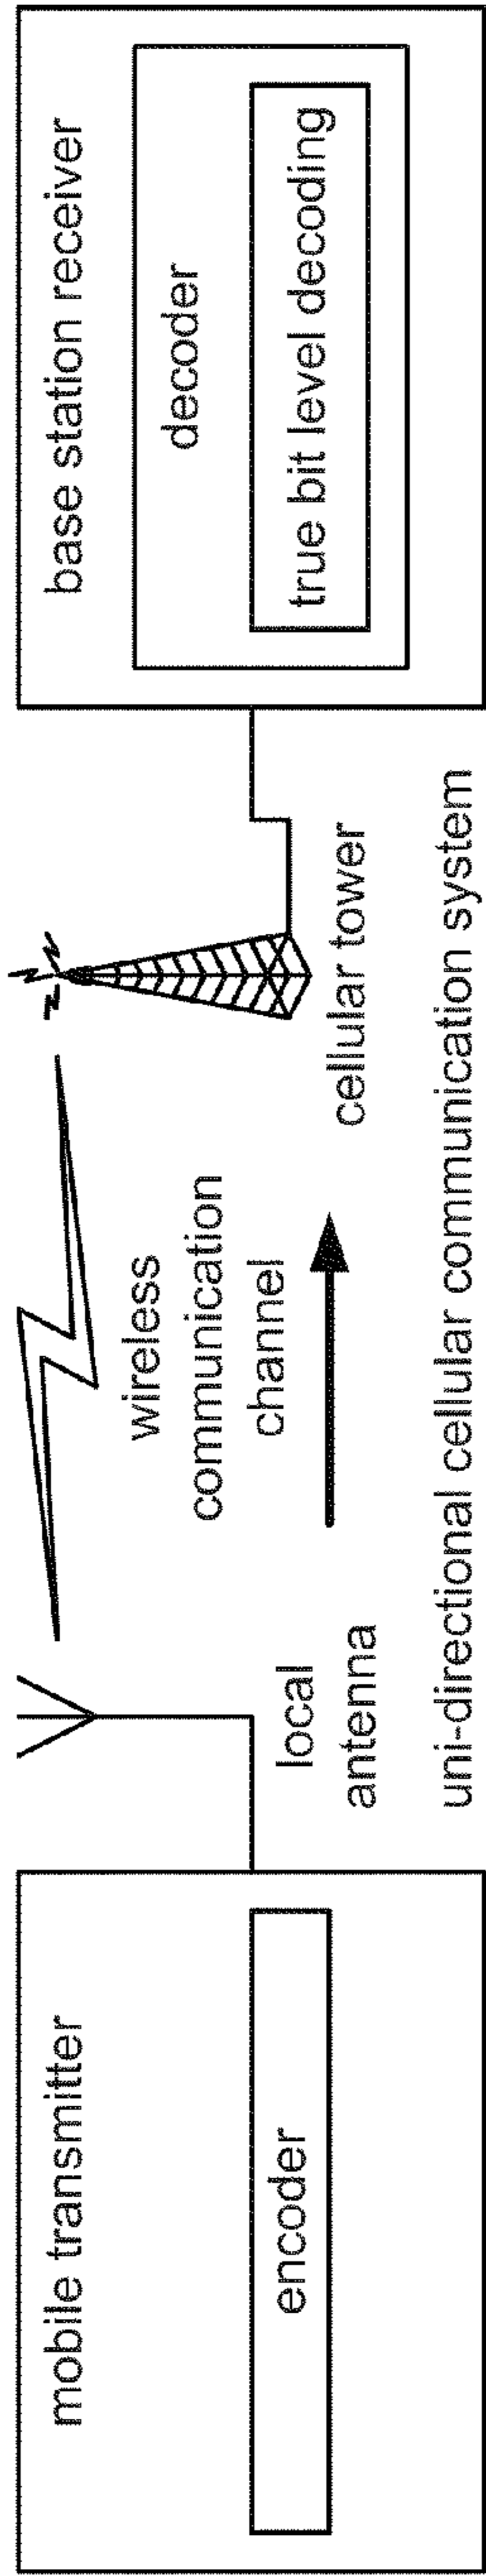 mobile transmitter
encoder
local
antenna
wireless
communication
channel
cellular tower
base station receiver
decoder
true bit level decoding
uni-directional cellular communication system